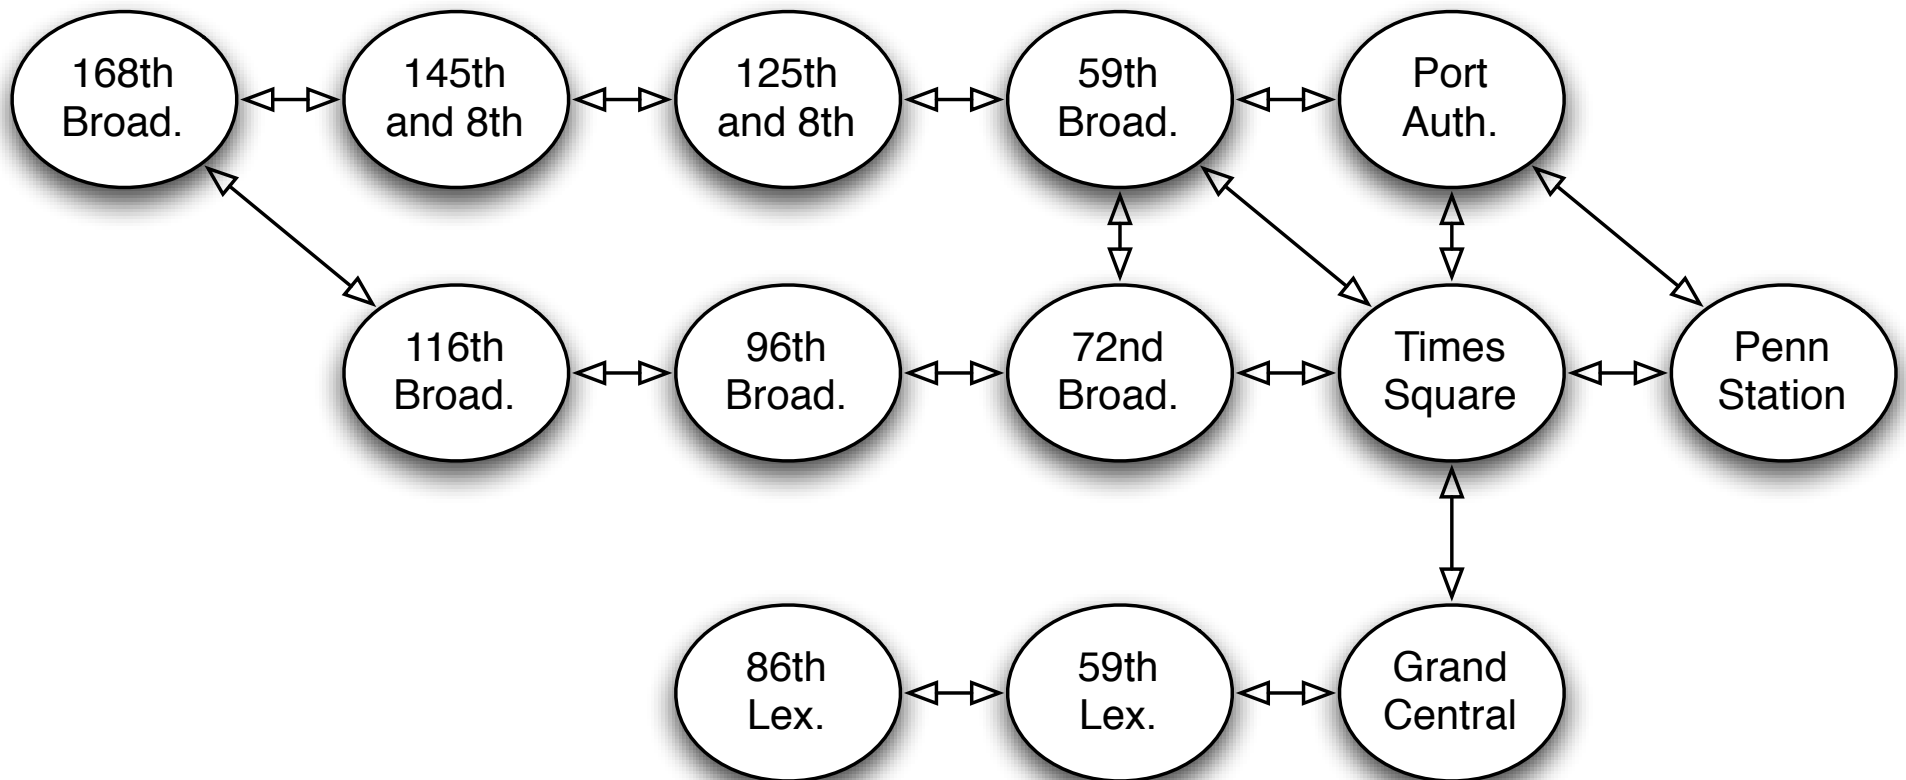 168th
Broad.
145th
and 8th
125th
and 8th
59th
Broad.
Port
Auth.
116th
Broad.
96th
Broad.
72nd
Broad.
Times
Square
Penn
Station
86th
Lex.
59th
Lex.
Grand
Central